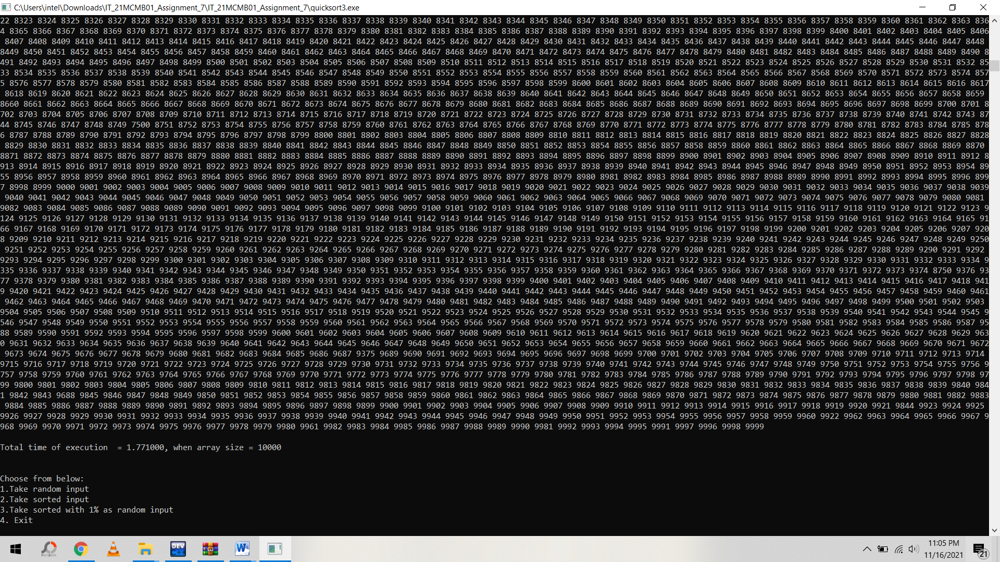 C:\Users\intel\Downloads\IT_21MCMB01_Assignment_7\IT_21MCMB01_Assignment_7\quicksort3.exe
22 8323 8324 8325 8326 8327 8328 8329 8330 8331 8332 8333 8334 8335 8336 8337 8338 8339 8340 8341 8342 8343 8344 8345 8346 8347 8348 8349 8350 8351 8352 8353 8354 8355 8356 8357 8358 8359 8360 8361 8362 8363 836
4 8365 8366 8367 8368 8369 8370 8371 8372 8373 8374 8375 8376 8377 8378 8379 8380 8381 8382 8383 8384 8385 8386 8387 8388 8389 8390 8391 8392 8393 8394 8395 8396 8397 8398 8399 8400 8401 8402 8403 8404 8405 8406
8407 8408 8409 8410 8411 8412 8413 8414 8415 8416 8417 8418 8419 8420 8421 8422 8423 8424 8425 8426 8427 8428 8429 8430 8431 8432 8433 8434 8435 8436 8437 8438 8439 8440 8441 8442 8443 8444 8445 8446 8447 8448
8449 8450 8451 8452 8453 8454 8455 8456 8457 8458 8459 8460 8461 8462 8463 8464 8465 8466 8467 8468 8469 8470 8471 8472 8473 8474 8475 8476 8477 8478 8479 8480 8481 8482 8483 8484 8485 8486 8487 8488 8489 8490 8
491 8492 8493 8494 8495 8496 8497 8498 8499 8500 8501 8502 8503 8504 8505 8506 8507 8508 8509 8510 8511 8512 8513 8514 8515 8516 8517 8518 8519 8520 8521 8522 8523 8524 8525 8526 8527 8528 8529 8530 8531 8532 85
33 8534 8535 8536 8537 8538 8539 8540 8541 8542 8543 8544 8545 8546 8547 8548 8549 8550 8551 8552 8553 8554 8555 8556 8557 8558 8559 8560 8561 8562 8563 8564 8565 8566 8567 8568 8569 8570 8571 8572 8573 8574 857
5 8576 8577 8578 8579 8580 8581 8582 8583 8584 8585 8586 8587 8588 8589 8590 8591 8592 8593 8594 8595 8596 8597 8598 8599 8600 8601 8602 8603 8604 8605 8606 8607 8608 8609 8610 8611 8612 8613 8614 8615 8616 8617
8618 8619 8620 8621 8622 8623 8624 8625 8626 8627 8628 8629 8630 8631 8632 8633 8634 8635 8636 8637 8638 8639 8640 8641 8642 8643 8644 8645 8646 8647 8648 8649 8650 8651 8652 8653 8654 8655 8656 8657 8658 8659
8660 8661 8662 8663 8664 8665 8666 8667 8668 8669 8670 8671 8672 8673 8674 8675 8676 8677 8678 8679 8680 8681 8682 8683 8684 8685 8686 8687 8688 8689 8690 8691 8692 8693 8694 8695 8696 8697 8698 8699 8700 8701 8
702 8703 8704 8705 8706 8707 8708 8709 8710 8711 8712 8713 8714 8715 8716 8717 8718 8719 8720 8721 8722 8723 8724 8725 8726 8727 8728 8729 8730 8731 8732 8733 8734 8735 8736 8737 8738 8739 8740 8741 8742 8743 87
44 8745 8746 8747 8748 8749 7500 8751 8752 8753 8754 8755 8756 8757 8758 8759 8760 8761 8762 8763 8764 8765 8766 8767 8768 8769 8770 8771 8772 8773 8774 8775 8776 8777 8778 8779 8780 8781 8782 8783 8784 8785 878
6 8787 8788 8789 8790 8791 8792 8793 8794 8795 8796 8797 8798 8799 8800 8801 8802 8803 8804 8805 8806 8807 8808 8809 8810 8811 8812 8813 8814 8815 8816 8817 8818 8819 8820 8821 8822 8823 8824 8825 8826 8827 8828
8829 8830 8831 8832 8833 8834 8835 8836 8837 8838 8839 8840 8841 8842 8843 8844 8845 8846 8847 8848 8849 8850 8851 8852 8853 8854 8855 8856 8857 8858 8859 8860 8861 8862 8863 8864 8865 8866 8867 8868 8869 8870
8871 8872 8873 8874 8875 8876 8877 8878 8879 8880 8881 8882 8883 8884 8885 8886 8887 8888 8889 8890 8891 8892 8893 8894 8895 8896 8897 8898 8899 8900 8901 8902 8903 8904 8905 8906 8907 8908 8909 8910 8911 8912 8
913 8914 8915 8916 8917 8918 8919 8920 8921 8922 8923 8924 8925 8926 8927 8928 8929 8930 8931 8932 8933 8934 8935 8936 8937 8938 8939 8940 8941 8942 8943 8944 8945 8946 8947 8948 8949 8950 8951 8952 8953 8954 89
55 8956 8957 8958 8959 8960 8961 8962 8963 8964 8965 8966 8967 8968 8969 8970 8971 8972 8973 8974 8975 8976 8977 8978 8979 8980 8981 8982 8983 8984 8985 8986 8987 8988 8989 8990 8991 8992 8993 8994 8995 8996 899
7 8998 8999 9000 9001 9002 9003 9004 9005 9006 9007 9008 9009 9010 9011 9012 9013 9014 9015 9016 9017 9018 9019 9020 9021 9022 9023 9024 9025 9026 9027 9028 9029 9030 9031 9032 9033 9034 9035 9036 9037 9038 9039
9040 9041 9042 9043 9044 9045 9046 9047 9048 9049 9050 9051 9052 9053 9054 9055 9056 9057 9058 9059 9060 9061 9062 9063 9064 9065 9066 9067 9068 9069 9070 9071 9072 9073 9074 9075 9076 9077 9078 9079 9080 9081
9082 9083 9084 9085 9086 9087 9088 9089 9090 9091 9092 9093 9094 9095 9096 9097 9098 9099 9100 9101 9102 9103 9104 9105 9106 9107 9108 9109 9110 9111 9112 9113 9114 9115 9116 9117 9118 9119 9120 9121 9122 9123 9
124 9125 9126 9127 9128 9129 9130 9131 9132 9133 9134 9135 9136 9137 9138 9139 9140 9141 9142 9143 9144 9145 9146 9147 9148 9149 9150 9151 9152 9153 9154 9155 9156 9157 9158 9159 9160 9161 9162 9163 9164 9165 91
66 9167 9168 9169 9170 9171 9172 9173 9174 9175 9176 9177 9178 9179 9180 9181 9182 9183 9184 9185 9186 9187 9188 9189 9190 9191 9192 9193 9194 9195 9196 9197 9198 9199 9200 9201 9202 9203 9204 9205 9206 9207 920
8 9209 9210 9211 9212 9213 9214 9215 9216 9217 9218 9219 9220 9221 9222 9223 9224 9225 9226 9227 9228 9229 9230 9231 9232 9233 9234 9235 9236 9237 9238 9239 9240 9241 9242 9243 9244 9245 9246 9247 9248 9249 9250
9251 9252 9253 9254 9255 9256 9257 9258 9259 9260 9261 9262 9263 9264 9265 9266 9267 9268 9269 9270 9271 9272 9273 9274 9275 9276 9277 9278 9279 9280 9281 9282 9283 9284 9285 9286 9287 9288 9289 9290 9291 9292
9293 9294 9295 9296 9297 9298 9299 9300 9301 9302 9303 9304 9305 9306 9307 9308 9309 9310 9311 9312 9313 9314 9315 9316 9317 9318 9319 9320 9321 9322 9323 9324 9325 9326 9327 9328 9329 9330 9331 9332 9333 9334 9
335 9336 9337 9338 9339 9340 9341 9342 9343 9344 9345 9346 9347 9348 9349 9350 9351 9352 9353 9354 9355 9356 9357 9358 9359 9360 9361 9362 9363 9364 9365 9366 9367 9368 9369 9370 9371 9372 9373 9374 8750 9376 93
77 9378 9379 9380 9381 9382 9383 9384 9385 9386 9387 9388 9389 9390 9391 9392 9393 9394 9395 9396 9397 9398 9399 9400 9401 9402 9403 9404 9405 9406 9407 9408 9409 9410 9411 9412 9413 9414 9415 9416 9417 9418 941
9 9420 9421 9422 9423 9424 9425 9426 9427 9428 9429 9430 9431 9432 9433 9434 9435 9436 9437 9438 9439 9440 9441 9442 9443 9444 9445 9446 9447 9448 9449 9450 9451 9452 9453 9454 9455 9456 9457 9458 9459 9460 9461
9462 9463 9464 9465 9466 9467 9468 9469 9470 9471 9472 9473 9474 9475 9476 9477 9478 9479 9480 9481 9482 9483 9484 9485 9486 9487 9488 9489 9490 9491 9492 9493 9494 9495 9496 9497 9498 9499 9500 9501 9502 9503
9504 9505 9506 9507 9508 9509 9510 9511 9512 9513 9514 9515 9516 9517 9518 9519 9520 9521 9522 9523 9524 9525 9526 9527 9528 9529 9530 9531 9532 9533 9534 9535 9536 9537 9538 9539 9540 9541 9542 9543 9544 9545 9
546 9547 9548 9549 9550 9551 9552 9553 9554 9555 9556 9557 9558 9559 9560 9561 9562 9563 9564 9565 9566 9567 9568 9569 9570 9571 9572 9573 9574 9575 9576 9577 9578 9579 9580 9581 9582 9583 9584 9585 9586 9587 95
88 9589 9590 9591 9592 9593 9594 9595 9596 9597 9598 9599 9600 9601 9602 9603 9604 9605 9606 9607 9608 9609 9610 9611 9612 9613 9614 9615 9616 9617 9618 9619 9620 9621 9622 9623 9624 9625 9626 9627 9628 9629 963
0 9631 9632 9633 9634 9635 9636 9637 9638 9639 9640 9641 9642 9643 9644 9645 9646 9647 9648 9649 9650 9651 9652 9653 9654 9655 9656 9657 9658 9659 9660 9661 9662 9663 9664 9665 9666 9667 9668 9669 9670 9671 9672
9673 9674 9675 9676 9677 9678 9679 9680 9681 9682 9683 9684 9685 9686 9687 9375 9689 9690 9691 9692 9693 9694 9695 9696 9697 9698 9699 9700 9701 9702 9703 9704 9705 9706 9707 9708 9709 9710 9711 9712 9713 9714
9715 9716 9717 9718 9719 9720 9721 9722 9723 9724 9725 9726 9727 9728 9729 9730 9731 9732 9733 9734 9735 9736 9737 9738 9739 9740 9741 9742 9743 9744 9745 9746 9747 9748 9749 9750 9751 9752 9753 9754 9755 9756 9
757 9758 9759 9760 9761 9762 9763 9764 9765 9766 9767 9768 9769 9770 9771 9772 9773 9774 9775 9776 9777 9778 9779 9780 9781 9782 9783 9784 9785 9786 9787 9788 9789 9790 9791 9792 9793 9794 9795 9796 9797 9798 97
99 9800 9801 9802 9803 9804 9805 9806 9807 9808 9809 9810 9811 9812 9813 9814 9815 9816 9817 9818 9819 9820 9821 9822 9823 9824 9825 9826 9827 9828 9829 9830 9831 9832 9833 9834 9835 9836 9837 9838 9839 9840 984
1 9842 9843 9688 9845 9846 9847 9848 9849 9850 9851 9852 9853 9854 9855 9856 9857 9858 9859 9860 9861 9862 9863 9864 9865 9866 9867 9868 9869 9870 9871 9872 9873 9874 9875 9876 9877 9878 9879 9880 9881 9882 9883
9884 9885 9886 9887 9888 9889 9890 9891 9892 9893 9894 9895 9896 9897 9898 9899 9900 9901 9902 9903 9904 9905 9906 9907 9908 9909 9910 9911 9912 9913 9914 9915 9916 9917 9918 9919 9920 9921 9844 9923 9924 9925
9926 9927 9928 9929 9930 9931 9932 9933 9934 9935 9936 9937 9938 9939 9940 9941 9942 9943 9944 9945 9946 9947 9948 9949 9950 9951 9952 9953 9954 9955 9956 9957 9958 9959 9960 9922 9962 9963 9964 9965 9966 9967 9
968 9969 9970 9971 9972 9973 9974 9975 9976 9977 9978 9979 9980 9961 9982 9983 9984 9985 9986 9987 9988 9989 9990 9981 9992 9993 9994 9995 9991 9997 9996 9998 9999
Total time of execution  = 1.771000, when array size = 10000
Choose from below:
1.Take random input
2.Take sorted input
3.Take sorted with 1% as random input
4. Exit
DEV
11:05 PM
11/16/2021
21